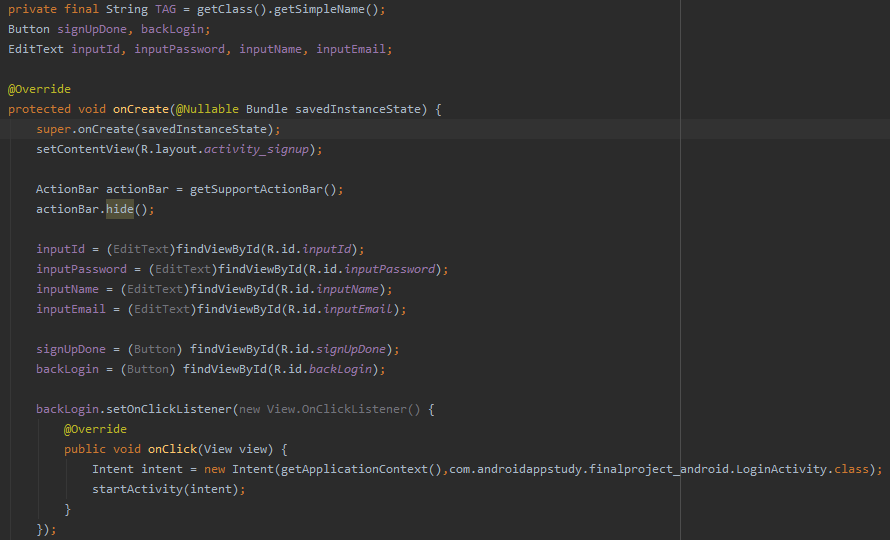 private final String TAG = getClass().getSimpleName();
Button signUpDone, backLogin;
EditText inputId, inputPassword, inputName, inputEmail;
@Override
protected void onCreate(@Nullable Bundle savedInstanceState) {
super.onCreate(savedInstanceState);
setContentView(R.layout.activity_signup);
ActionBar actionBar = getSupportActionBar();
actionBar.hide();
inputId = (EditText)findViewById(R.id.inputId);
inputPassword = (EditText)findViewById(R.id.inputPassword);
inputName = (EditText)findViewById(R.id.inputName);
inputEmail = (EditText)findViewById(R.id.inputEmail);
signUpDone = (Button) findViewById(R.id.signUpDone);
backLogin = (Button) findViewById(R.id.backLogin);
backLogin.setOnClickListener(new View.OnClickListener() {
@Override
public void onClick(View view) {
Intent intent = new Intent(getApplicationContext(),com.androidappstudy.finalproject_android.LoginActivity.class);
startActivity(intent);
}
});